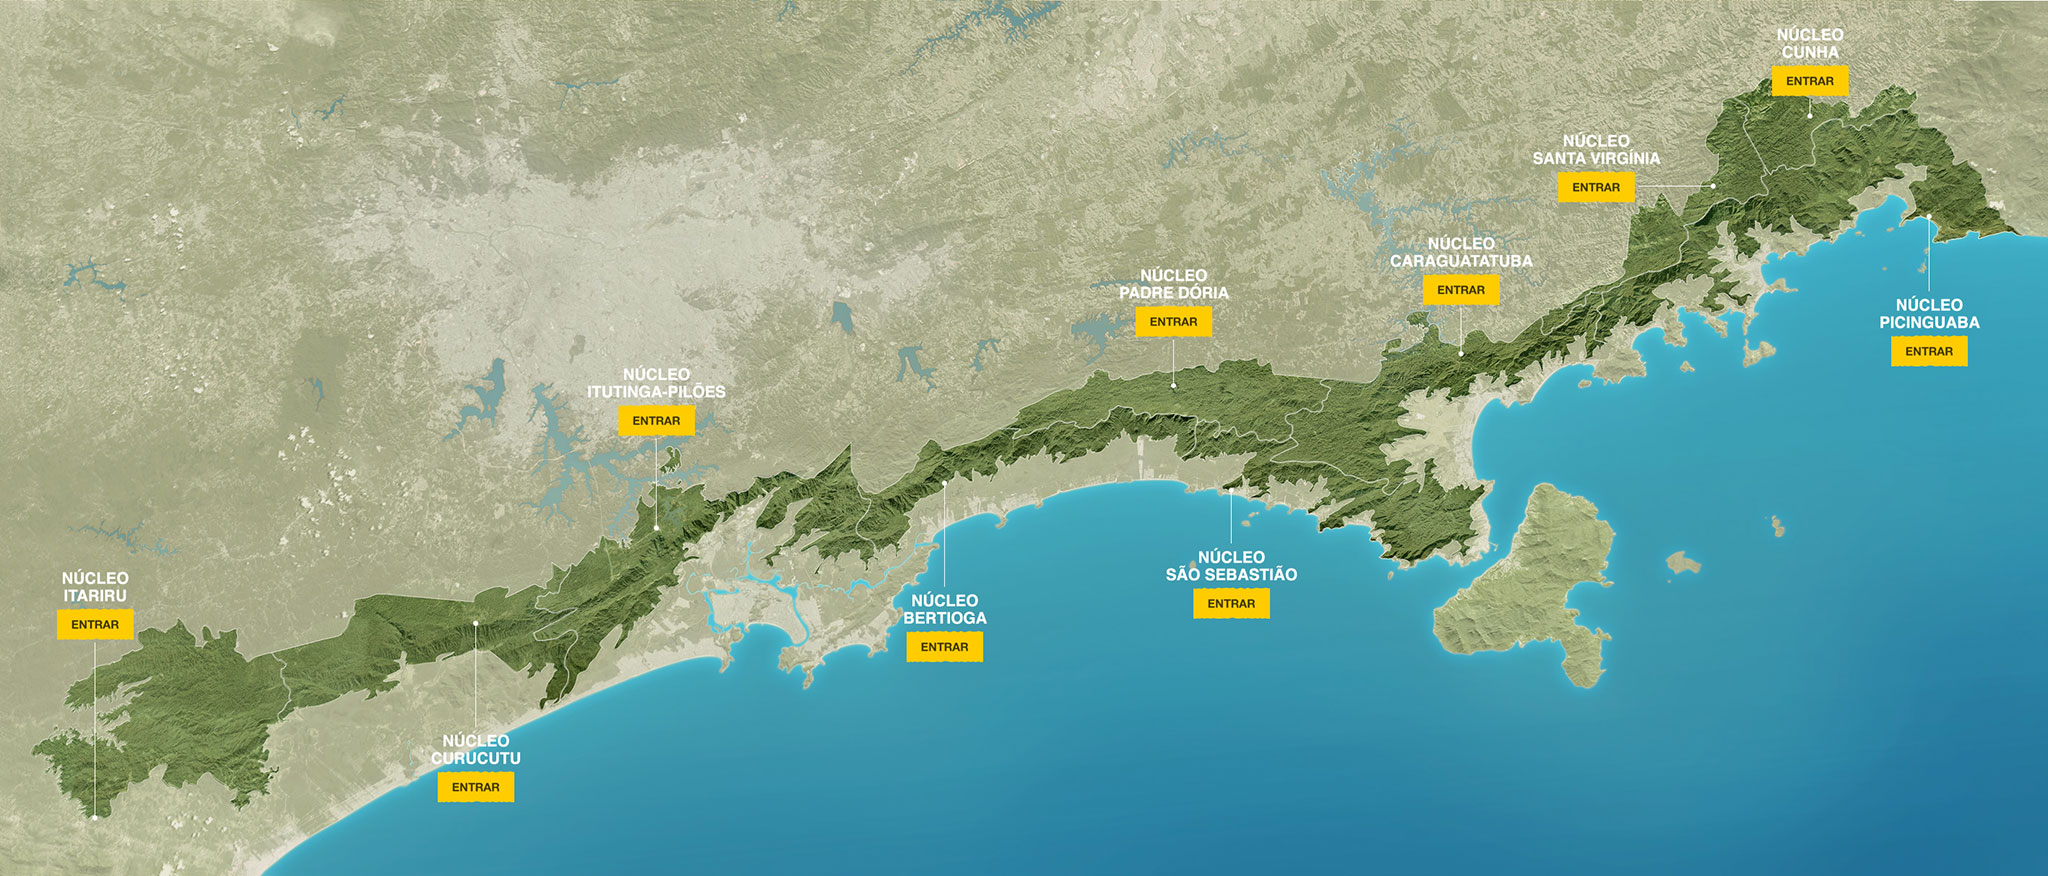 NÚCLEO
CUNHA
ENTRAR
NÚCLEO
SANTA VIRGÍNIA
ENTRAR
NÚCLEO
CARAGUATATUBA
ENTRAR
NÚCLEO
PADRE DÓRIA
ENTRAR
NÚCLEO
PICINGUABA
ENTRAR
NÚCLEO
ITUTINGA-PILÕES
ENTRAR
NÚCLEO
SÃO SEBASTIÃO
ENTRAR
NÚCLEO
ITARIRU
ENTRAR
NÚCLEO
BERTIOGA
ENTRAR
NÚCLEO
CURUCUTU
ENTRAR